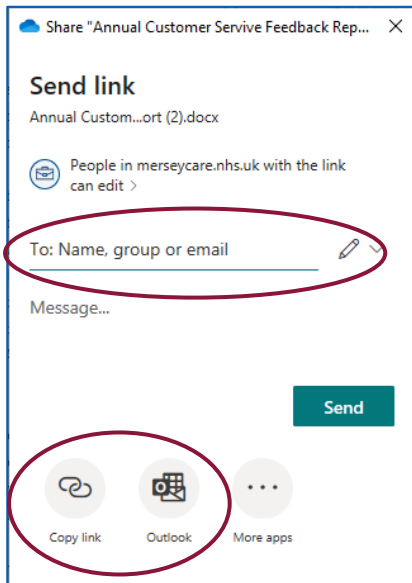 Share "Annual Customer Servive Feedback Rep...
Send link
Annual Custom...ort (2).docx
People in merseycare.nhs.uk with the link
can edit >
To: Name, group or email
Message...
Send
Copy link Outlook More apps